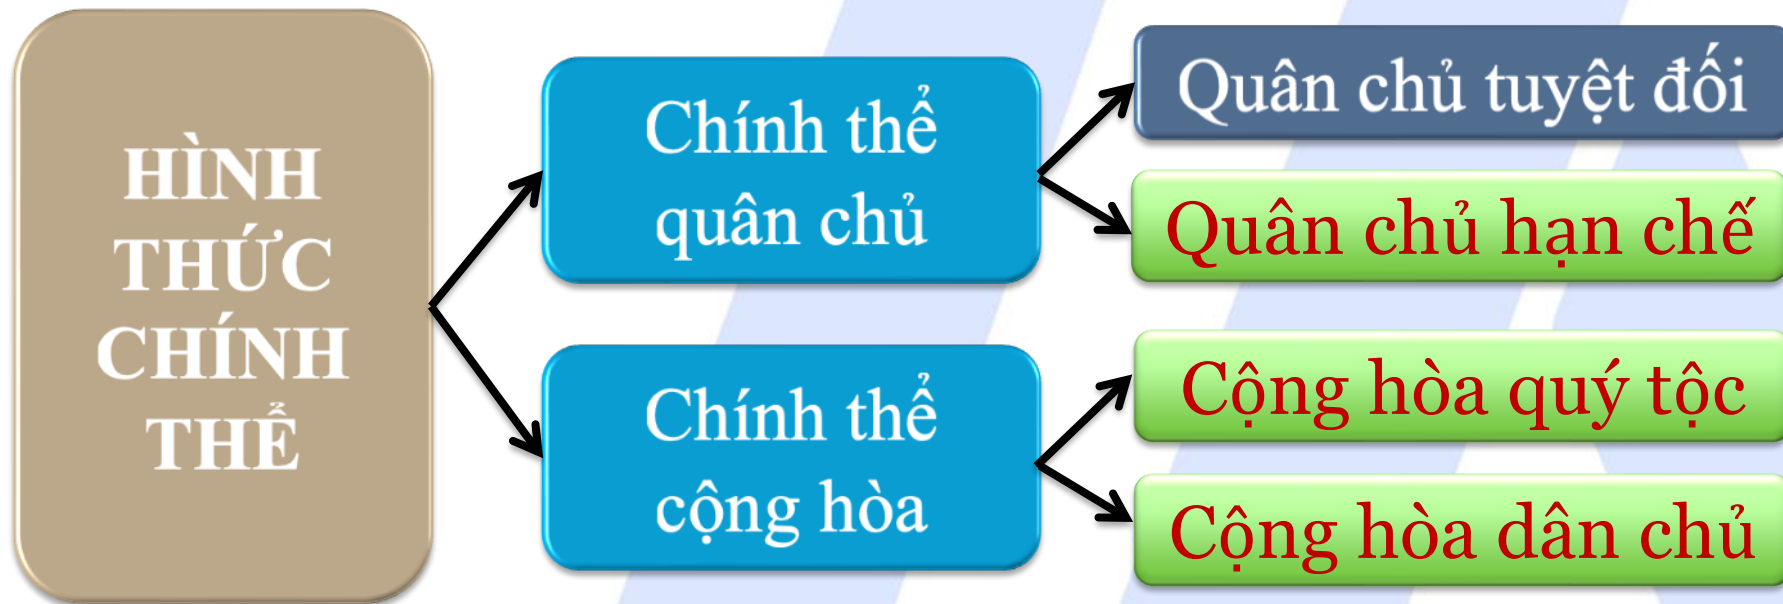 HÌNH
THỨC
CHÍNH
THỂ
Chính thể
quân chủ
Quân chủ tuyệt đối
Quân chủ hạn chế
Chính thể
cộng hòa
Cộng hòa quý tộc
Cộng hòa dân chủ